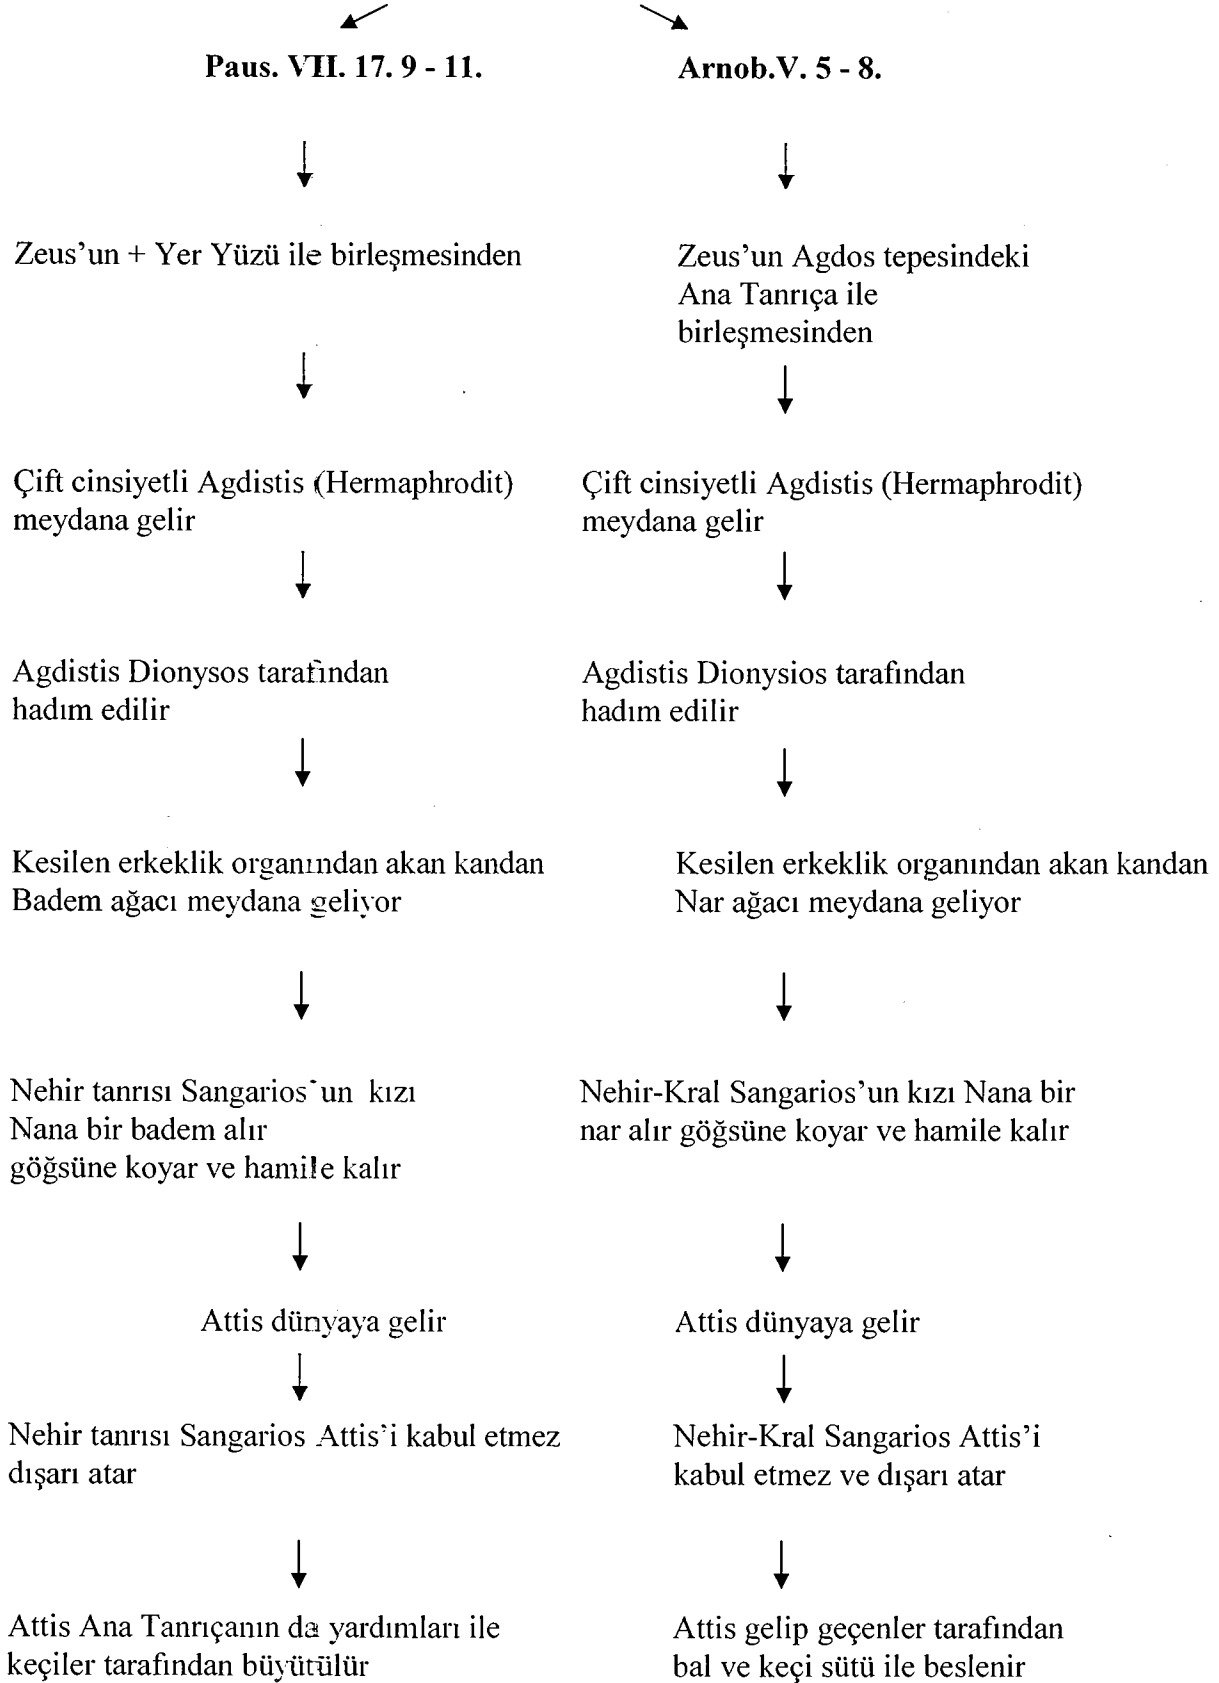 Paus. VII. 17. 9 - 11.
Zeus’un + Yer Yüzü ile birleşmesinden
Çift cinsiyetli Agdistis (Hermaphrodit)
meydana gelir
Agdistis Dionysos tarafından
hadım edilir
Kesilen erkeklik organından akan kandan
Badem ağacı meydana geliyor
Nehir tanrısı Sangarios’un kızı
Nana bir badem alır
göğsüne koyar ve hamile kalır
Attis dünyaya gelir
Nehir tanrısı Sangarios Attis’i kabul etmez
dışarı atar
Attis Ana Tanrıçanın da yardımları ile
keçiler tarafından büyütülür
Arnob.V. 5 - 8.
Zeus’un Agdos tepesindeki
Ana Tanrıça ile
birleşmesinden
Çift cinsiyetli Agdistis (Hermaphrodit)
meydana gelir
Agdistis Dionysios tarafından
hadım edilir
Kesilen erkeklik organından akan kandan
Nar ağacı meydana geliyor
Nehir-Kral Sangarios’un kızı Nana bir
nar alır göğsüne koyar ve hamile kalır
Attis dünyaya gelir
Nehir-Kral Sangarios Attis’i
kabul etmez ve dışarı atar
Attis gelip geçenler tarafından
bal ve keçi sütü ile beslenir